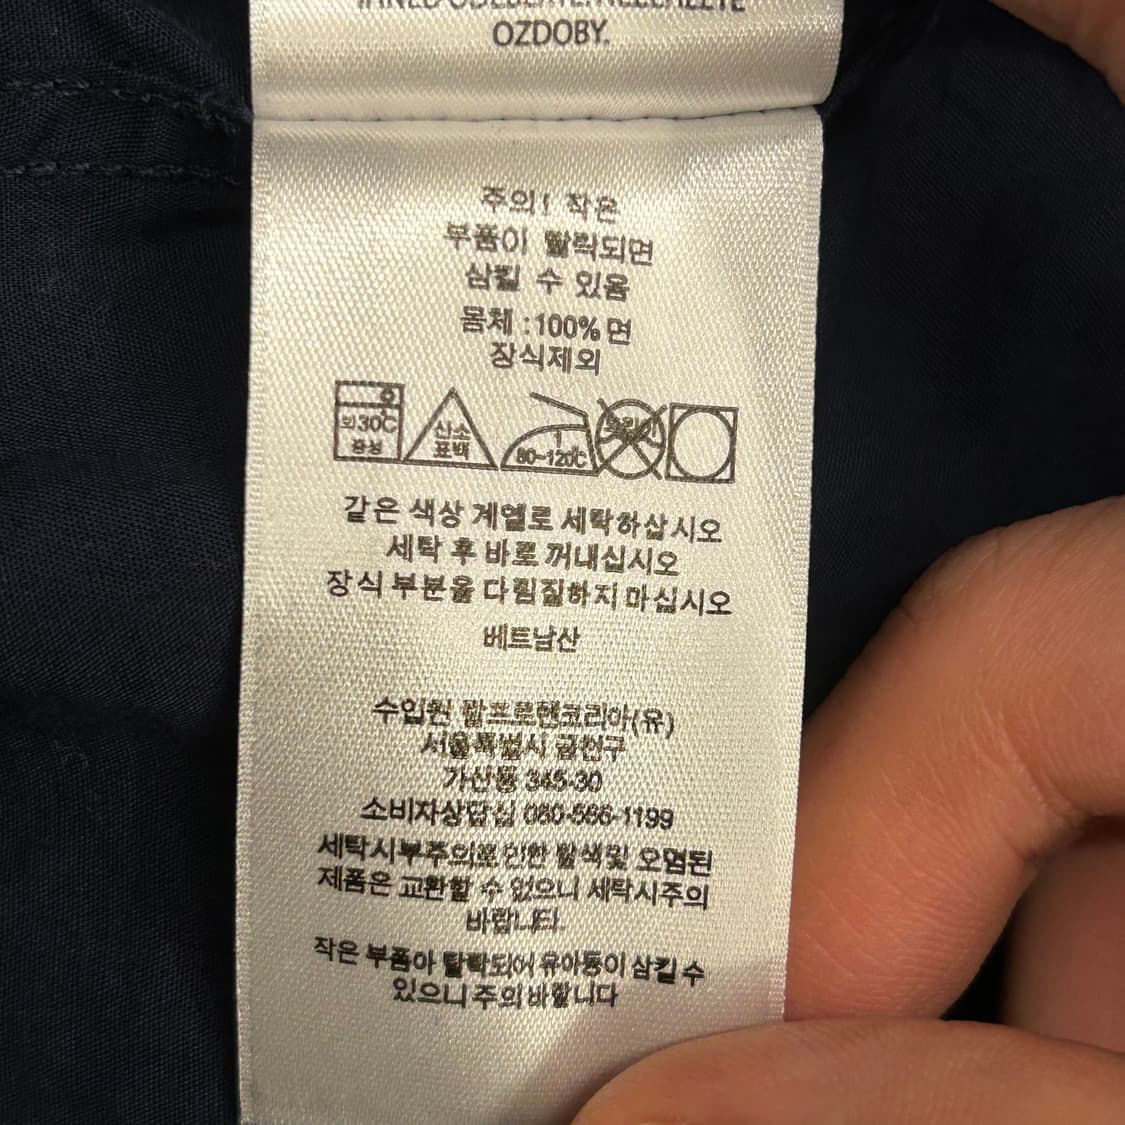 OZDOBY.
주의! 작은
부품이 탈락되면
삼킬 수 있음
몸체 :100% 면
장식제외
약30℃
중성
산소
표백
80~120℃
드라이
같은 색상 계열로 세탁하십시오
세탁 후 바로 꺼내십시오
장식 부분을 다림질하지 마십시오
베트남산
수입원 랄프로렌코리아(유)
서울특별시 금천구
가산동 345-30
소비자상담실 080-566-1199
세탁시부주의로 인한 탈색및 오염된
제품은 교환할 수 없으니 세탁시주의
바랍니다.
작은 부품이 탈락되어 유아등이 삼킬 수
있으니 주의 바랍니다